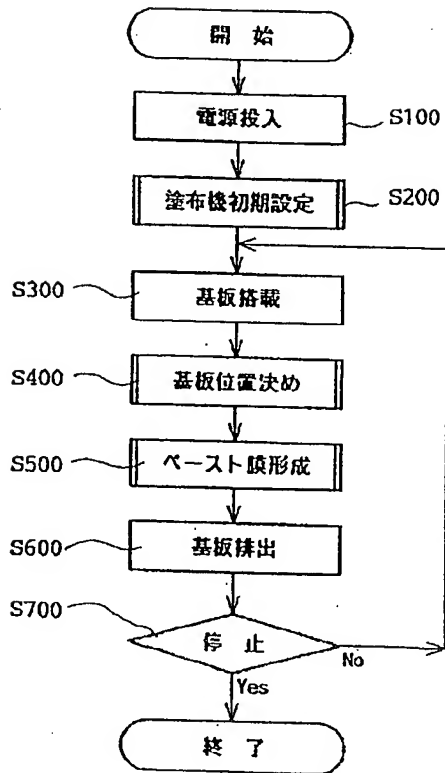 開始
電源投入
S100
塗布機初期設定
S200
S300
基板搭載
S400
基板位置決め
S500
ペースト膜形成
S600
基板排出
S700
停止
No
Yes
終了